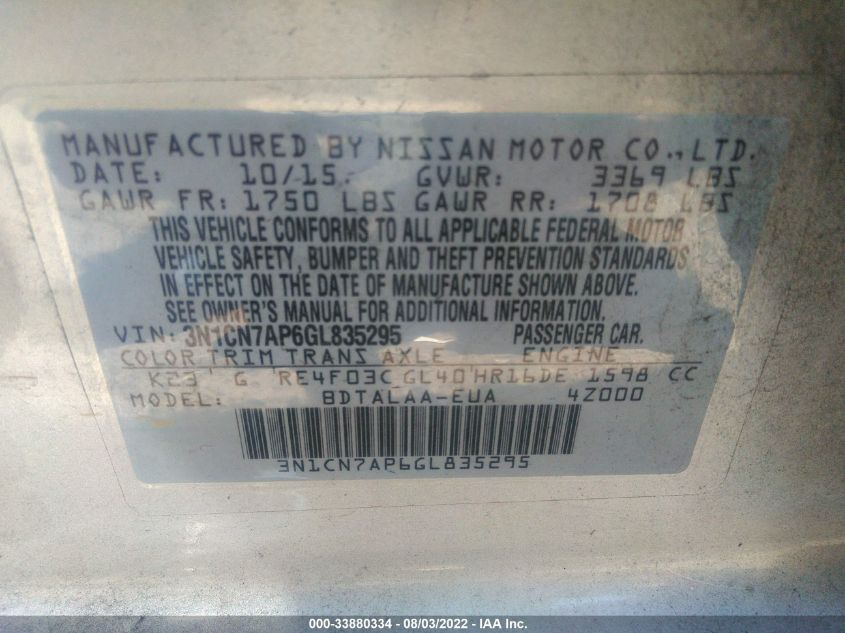 MANUFACTURED BY NISSAN MOTOR CO., LTD.
DATE: 10/15. GVWR: 3369 LBS
GAWR FR: 1750 LBS GAWR RR: 1708 LBS
THIS VEHICLE CONFORMS TO ALL APPLICABLE FEDERAL MOTOR
VEHICLE SAFETY, BUMPER AND THEFT PREVENTION STANDARDS
IN EFFECT ON THE DATE OF MANUFACTURE SHOWN ABOVE.
SEE OWNER'S MANUAL FOR ADDITIONAL INFORMATION.
VIN: 3N1CN7AP6GL835295 PASSENGER CAR.
COLOR TRIM TRANS AXLE ENGINE
K23 G RE4F03C GL40 HR16DE 1598 CC
MODEL: BDTALAA-EUA 4Z000
3N1CN7AP6GL835295
000-33880334 - 08/03/2022 - IAA Inc.